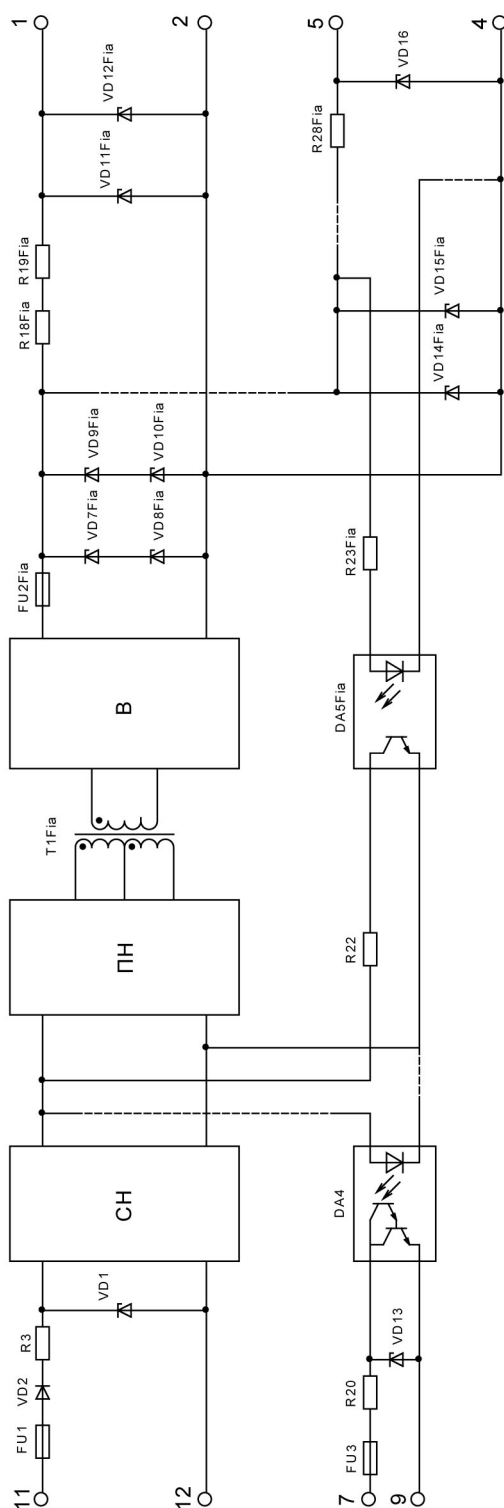 1
2
5
4
VD12Fia
VD16
VD11Fia
R28Fia
R19Fia
R18Fia
VD15Fia
VD14Fia
VD9Fia
VD10Fia
VD7Fia
VD8Fia
FU2Fia
R23Fia
В
DA5Fia
T1Fia
ПН
R22
СН
DA4
VD1
R3
VD13
VD2
R20
FU1
FU3
11
12
7
9